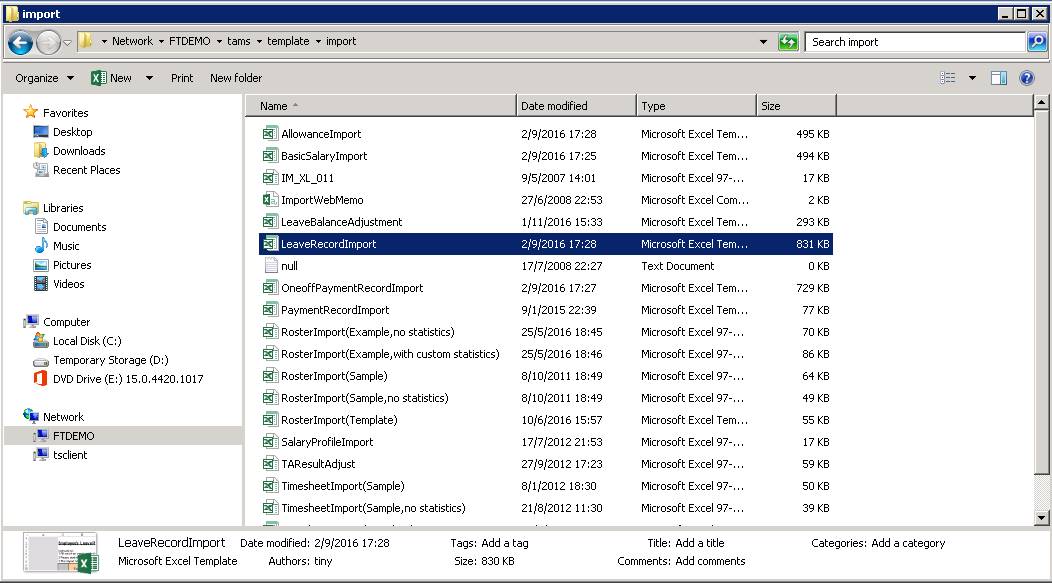 import
Network FTDEMO tams template import
Search import
Organize New Print New folder
Name Date modified Type Size
Favorites
Desktop
Downloads
Recent Places
Libraries
Documents
Music
Pictures
Videos
Computer
Local Disk (C:)
Temporary Storage (D:)
DVD Drive (E:) 15.0.4420.1017
Network
FTDEMO
tsclient
AllowanceImport 2/9/2016 17:28 Microsoft Excel Tem... 495 KB
BasicSalaryImport 2/9/2016 17:25 Microsoft Excel Tem... 494 KB
IM_XL_011 9/5/2007 14:01 Microsoft Excel 97-... 17 KB
ImportWebMemo 27/6/2008 22:53 Microsoft Excel Com... 2 KB
LeaveBalanceAdjustment 1/11/2016 15:33 Microsoft Excel Tem... 293 KB
LeaveRecordImport 2/9/2016 17:28 Microsoft Excel Tem... 831 KB
null 17/7/2008 22:27 Text Document 0 KB
OneoffPaymentRecordImport 2/9/2016 17:27 Microsoft Excel Tem... 729 KB
PaymentRecordImport 9/1/2015 22:39 Microsoft Excel Tem... 77 KB
RosterImport(Example,no statistics) 25/5/2016 18:45 Microsoft Excel 97-... 70 KB
RosterImport(Example,with custom statistics) 25/5/2016 18:46 Microsoft Excel 97-... 86 KB
RosterImport(Sample) 8/10/2011 18:49 Microsoft Excel 97-... 64 KB
RosterImport(Sample,no statistics) 8/10/2011 18:49 Microsoft Excel 97-... 49 KB
RosterImport(Template) 10/6/2016 15:57 Microsoft Excel Tem... 55 KB
SalaryProfileImport 17/7/2012 21:53 Microsoft Excel 97-... 17 KB
TAResultAdjust 27/9/2012 17:23 Microsoft Excel 97-... 59 KB
TimesheetImport(Sample) 8/1/2012 18:30 Microsoft Excel 97-... 50 KB
TimesheetImport(Sample,no statistics) 21/8/2012 11:30 Microsoft Excel 97-... 39 KB
LeaveRecordImport Date modified: 2/9/2016 17:28 Tags: Add a tag Title: Add a title Categories: Add a category
Microsoft Excel Template Authors: tiny Size: 830 KB Comments: Add comments